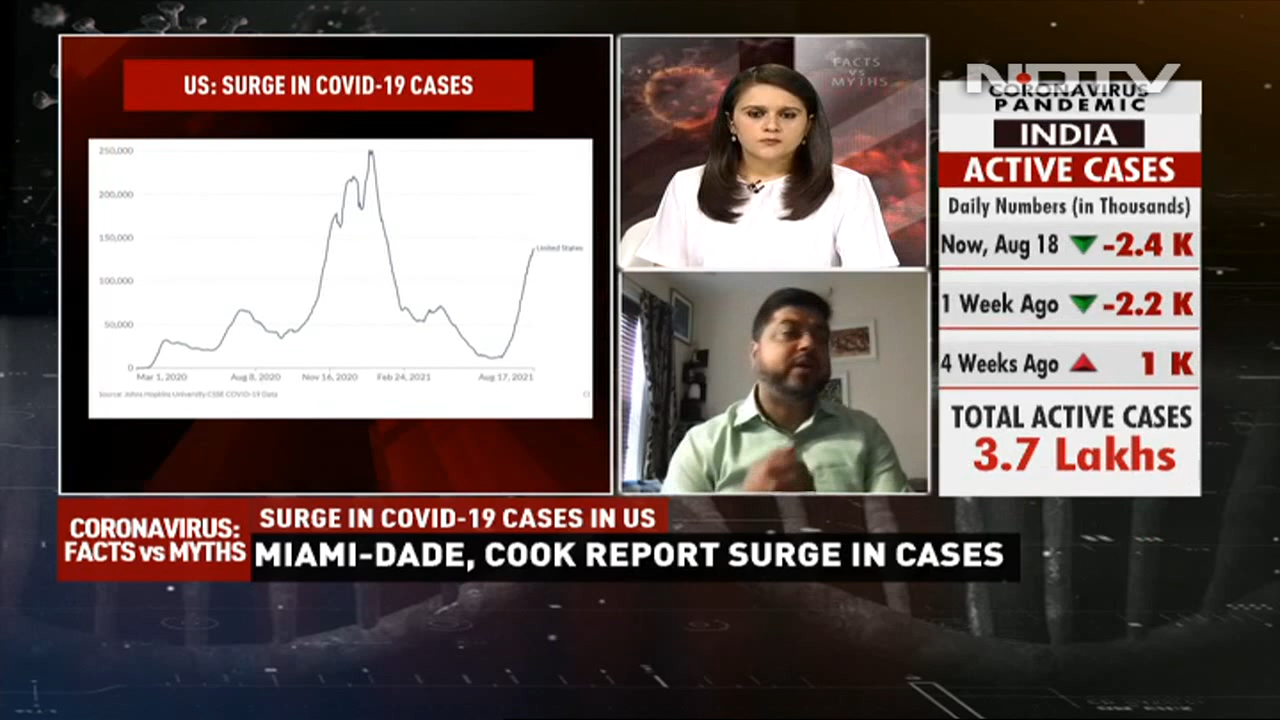 US: SURGE IN COVID-19 CASES
250,000
200,000
150,000
100,000
50,000
0
United States
Mar 1, 2020
Aug 8, 2020
Nov 16, 2020
Feb 24, 2021
Aug 17, 2021
Source: Johns Hopkins University CSSE COVID-19 Data
FACTS
VS
MYTHS
NDTV
CORONAVIRUS
PANDEMIC
INDIA
ACTIVE CASES
Daily Numbers (in Thousands)
Now, Aug 18 -2.4 K
1 Week Ago -2.2 K
4 Weeks Ago 1 K
TOTAL ACTIVE CASES
3.7 Lakhs
CORONAVIRUS:
FACTS vs MYTHS
SURGE IN COVID-19 CASES IN US
MIAMI-DADE, COOK REPORT SURGE IN CASES